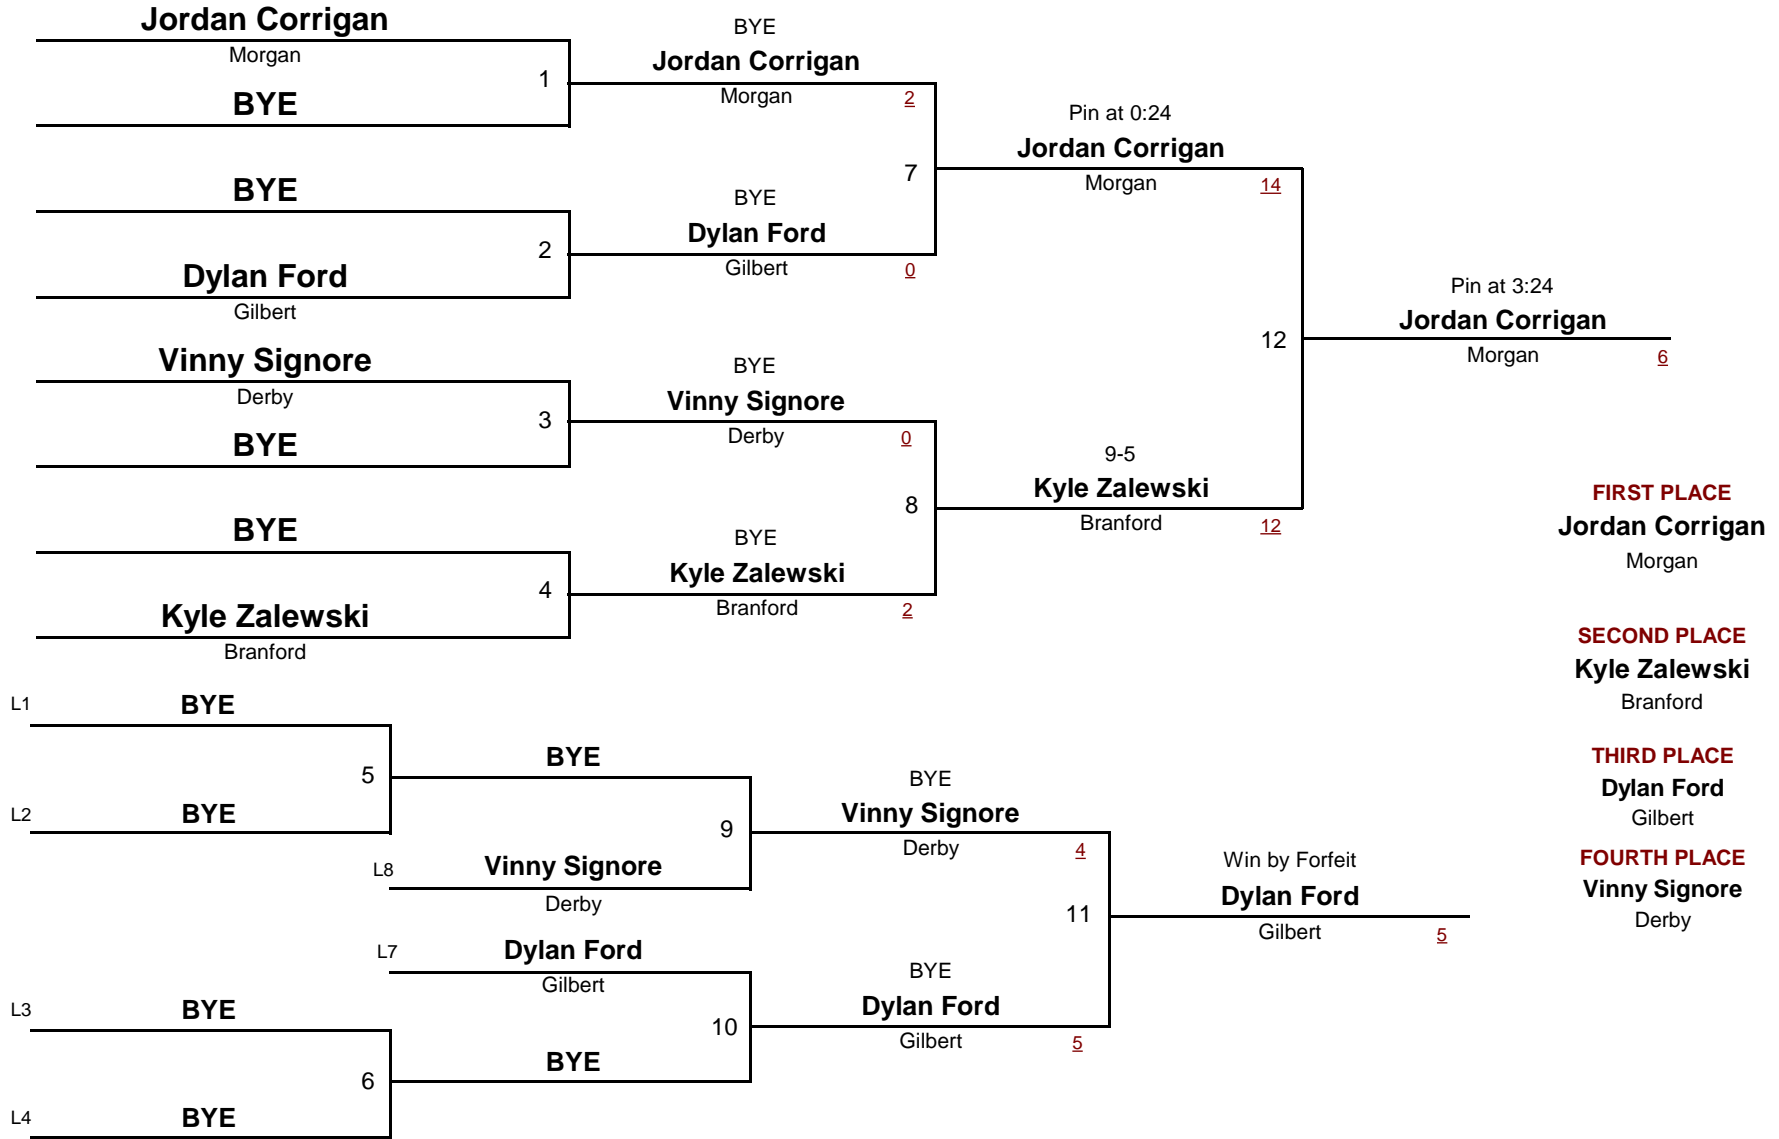 Jordan Corrigan
Morgan
1
BYE
BYE
2
Dylan Ford
Gilbert
Vinny Signore
Derby
3
BYE
BYE
4
Kyle Zalewski
Branford
BYE
Jordan Corrigan
Morgan
2
7
BYE
Dylan Ford
Gilbert
0
BYE
Vinny Signore
Derby
0
8
BYE
Kyle Zalewski
Branford
2
Pin at 0:24
Jordan Corrigan
Morgan
14
12
9-5
Kyle Zalewski
Branford
12
Pin at 3:24
Jordan Corrigan
Morgan
6
FIRST PLACE
Jordan Corrigan
Morgan
SECOND PLACE
Kyle Zalewski
Branford
THIRD PLACE
Dylan Ford
Gilbert
FOURTH PLACE
Vinny Signore
Derby
L1
BYE
5
L2
BYE
BYE
9
L8
Vinny Signore
Derby
L7
Dylan Ford
Gilbert
10
L3
BYE
6
BYE
L4
BYE
BYE
Vinny Signore
Derby
4
11
BYE
Dylan Ford
Gilbert
5
Win by Forfeit
Dylan Ford
Gilbert
5